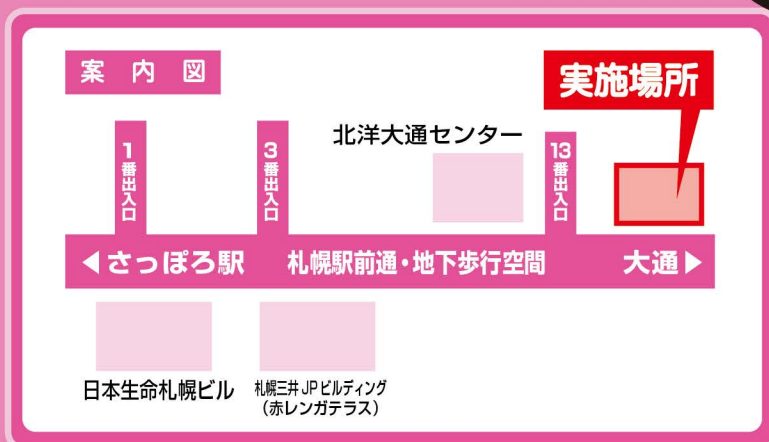 案内図
実施場所
北洋大通センター
1番出入口
3番出入口
13番出入口
◀さっぽろ駅 札幌駅前通・地下歩行空間 大通▶
日本生命札幌ビル
札幌三井JPビルディング
(赤レンガテラス)